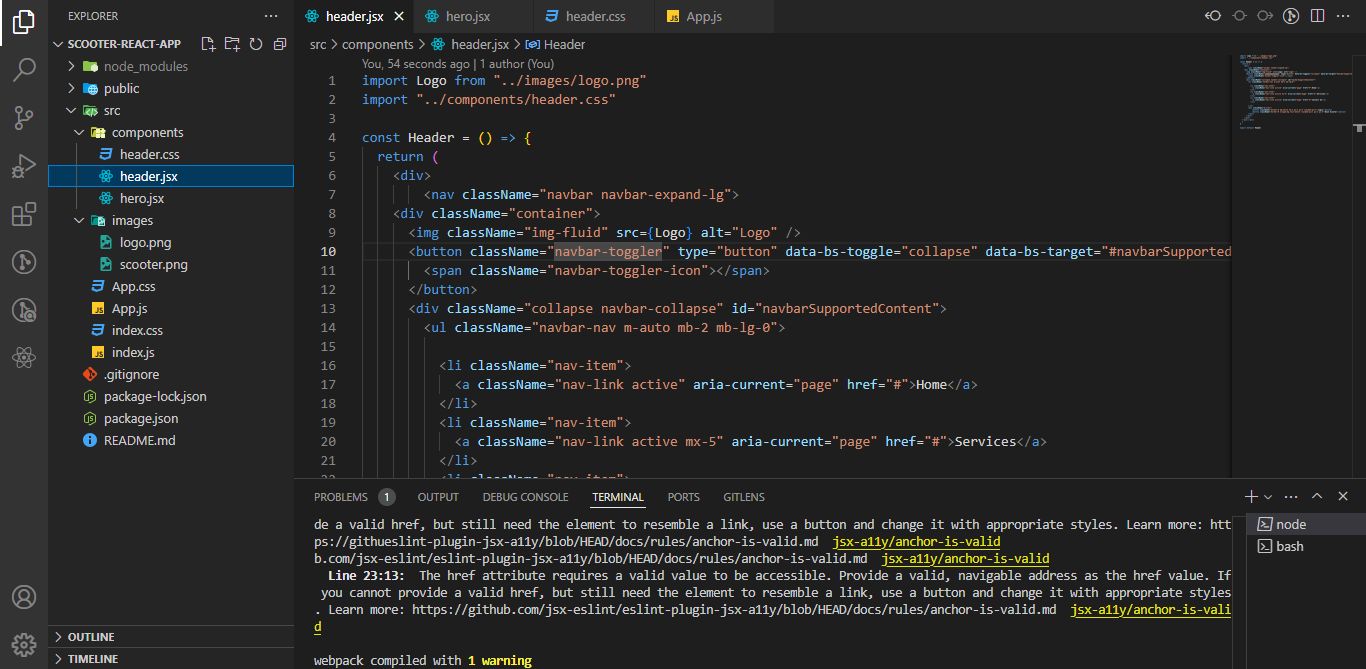 EXPLORER
SCOOTER-REACT-APP
node_modules
public
src
components
header.css
header.jsx
hero.jsx
images
logo.png
scooter.png
App.css
App.js
index.css
index.js
.gitignore
package-lock.json
package.json
README.md
OUTLINE
TIMELINE
header.jsx
hero.jsx
header.css
App.js
src > components > header.jsx > Header
You, 54 seconds ago | 1 author (You)
1 import Logo from "../images/logo.png"
2 import "../components/header.css"
3
4 const Header = () => {
5 return (
6 <div>
7 <nav className="navbar navbar-expand-lg">
8 <div className="container">
9 <img className="img-fluid" src={Logo} alt="Logo" />
10 <button className="navbar-toggler" type="button" data-bs-toggle="collapse" data-bs-target="#navbarSupported
11 <span className="navbar-toggler-icon"></span>
12 </button>
13 <div className="collapse navbar-collapse" id="navbarSupportedContent">
14 <ul className="navbar-nav m-auto mb-2 mb-lg-0">
15
16 <li className="nav-item">
17 <a className="nav-link active" aria-current="page" href="#">Home</a>
18 </li>
19 <li className="nav-item">
20 <a className="nav-link active mx-5" aria-current="page" href="#">Services</a>
21 </li>
PROBLEMS 1 OUTPUT DEBUG CONSOLE TERMINAL PORTS GITLENS
de a valid href, but still need the element to resemble a link, use a button and change it with appropriate styles. Learn more: htt
ps://githueslint-plugin-jsx-a11y/blob/HEAD/docs/rules/anchor-is-valid.md jsx-a11y/anchor-is-valid
b.com/jsx-eslint/eslint-plugin-jsx-a11y/blob/HEAD/docs/rules/anchor-is-valid.md jsx-a11y/anchor-is-valid
Line 23:13: The href attribute requires a valid value to be accessible. Provide a valid, navigable address as the href value. If
you cannot provide a valid href, but still need the element to resemble a link, use a button and change it with appropriate styles
. Learn more: https://github.com/jsx-eslint/eslint-plugin-jsx-a11y/blob/HEAD/docs/rules/anchor-is-valid.md jsx-a11y/anchor-is-vali
d
webpack compiled with 1 warning
node
bash